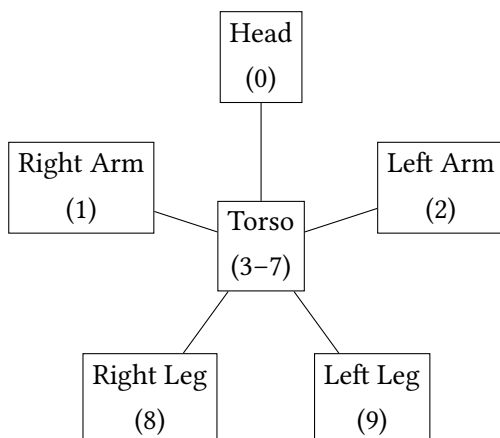 Head
(0)
Right Arm
(1)
Left Arm
(2)
Torso
(3–7)
Right Leg
(8)
Left Leg
(9)